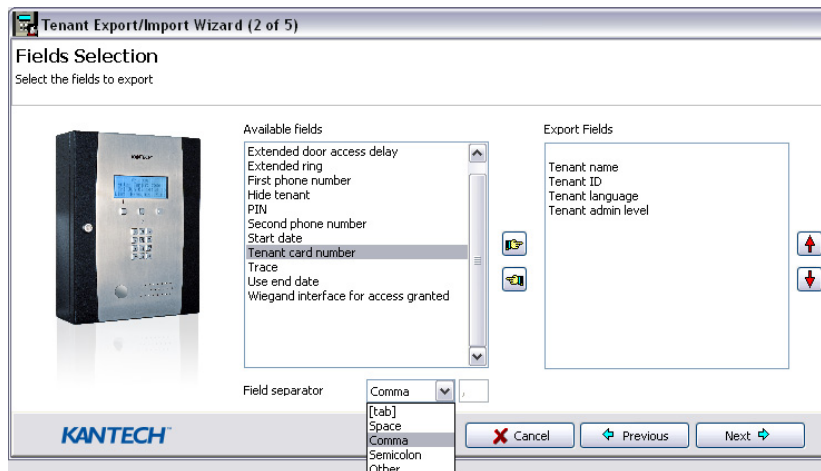 Tenant Export/Import Wizard (2 of 5)
Fields Selection
Select the fields to export
Available fields
Extended door access delay
Extended ring
First phone number
Hide tenant
PIN
Second phone number
Start date
Tenant card number
Trace
Use end date
Wiegand interface for access granted
Export Fields
Tenant name
Tenant ID
Tenant language
Tenant admin level
KANTECH
Field separator Comma ,
[tab]
Space
Comma
Semicolon
Other
KANTECH
Cancel Previous Next